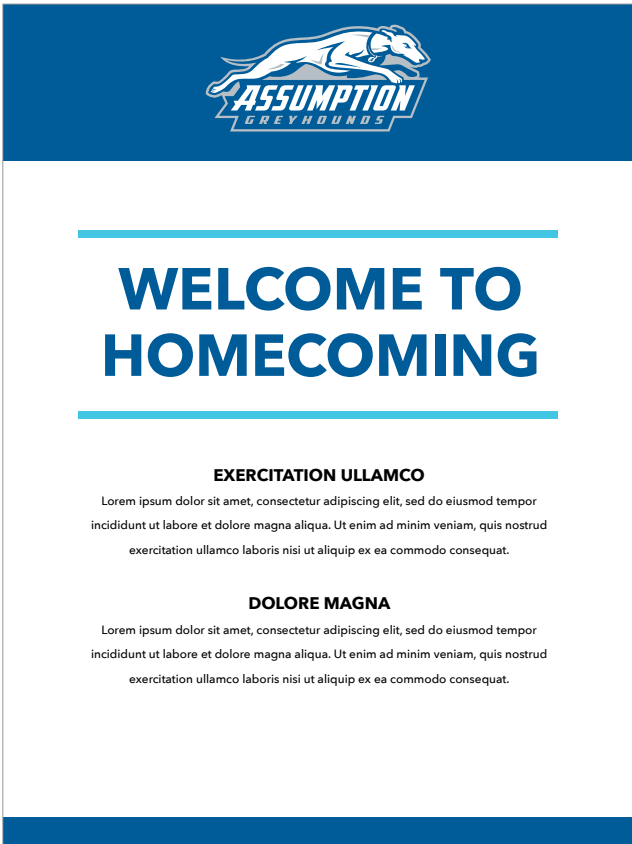 ASSUMPTION
GREYHOUNDS
WELCOME TO
HOMECOMING
EXERCITATION ULLAMCO
Lorem ipsum dolor sit amet, consectetur adipiscing elit, sed do eiusmod tempor
incididunt ut labore et dolore magna aliqua. Ut enim ad minim veniam, quis nostrud
exercitation ullamco laboris nisi ut aliquip ex ea commodo consequat.
DOLORE MAGNA
Lorem ipsum dolor sit amet, consectetur adipiscing elit, sed do eiusmod tempor
incididunt ut labore et dolore magna aliqua. Ut enim ad minim veniam, quis nostrud
exercitation ullamco laboris nisi ut aliquip ex ea commodo consequat.